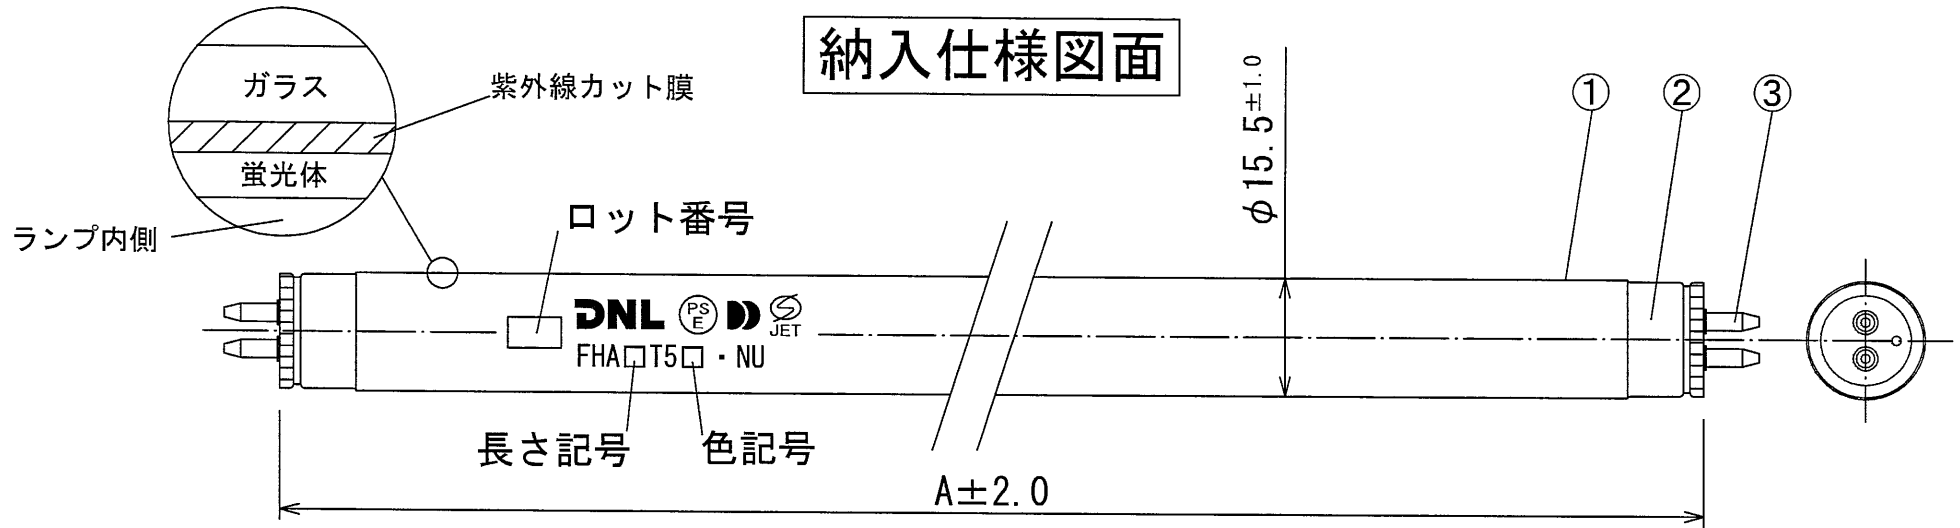 納入仕様図面
ガラス
紫外線カット膜
蛍光体
ランプ内側
ロット番号
φ15.5±1.0
①
②
③
DNL PSE JET
FHA□T5□・NU
長さ記号
色記号
A±2.0